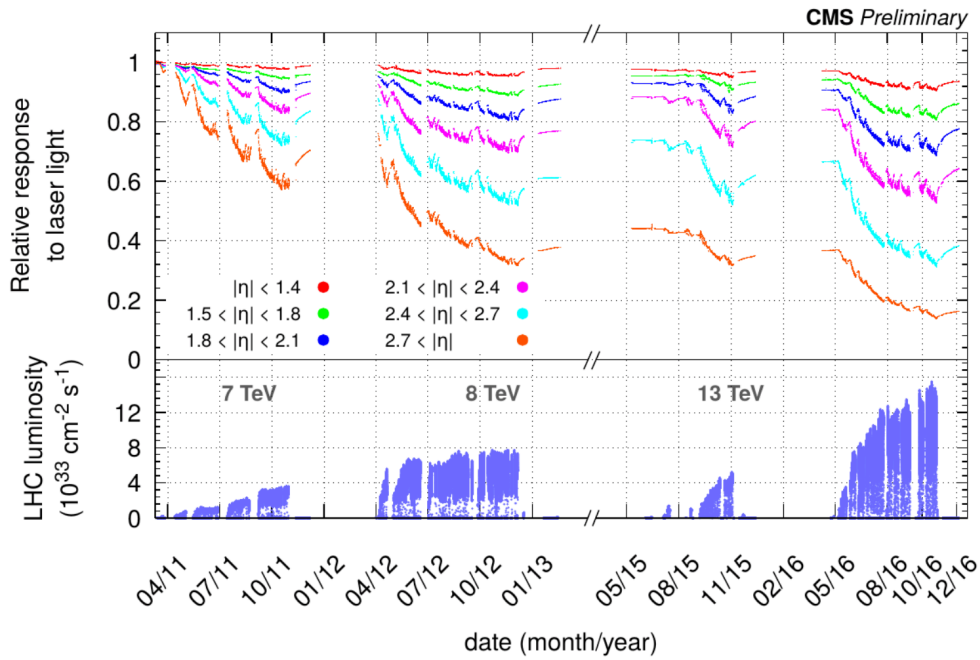 CMS Preliminary
Relative response
to laser light
1
0.8
0.6
0.4
0.2
0
|η| < 1.4
1.5 < |η| < 1.8
1.8 < |η| < 2.1
2.1 < |η| < 2.4
2.4 < |η| < 2.7
2.7 < |η|
LHC luminosity
(10³³ cm⁻² s⁻¹)
12
8
4
0
7 TeV
8 TeV
13 TeV
04/11
07/11
10/11
01/12
04/12
07/12
10/12
01/13
05/15
08/15
11/15
02/16
05/16
08/16
10/16
12/16
date (month/year)